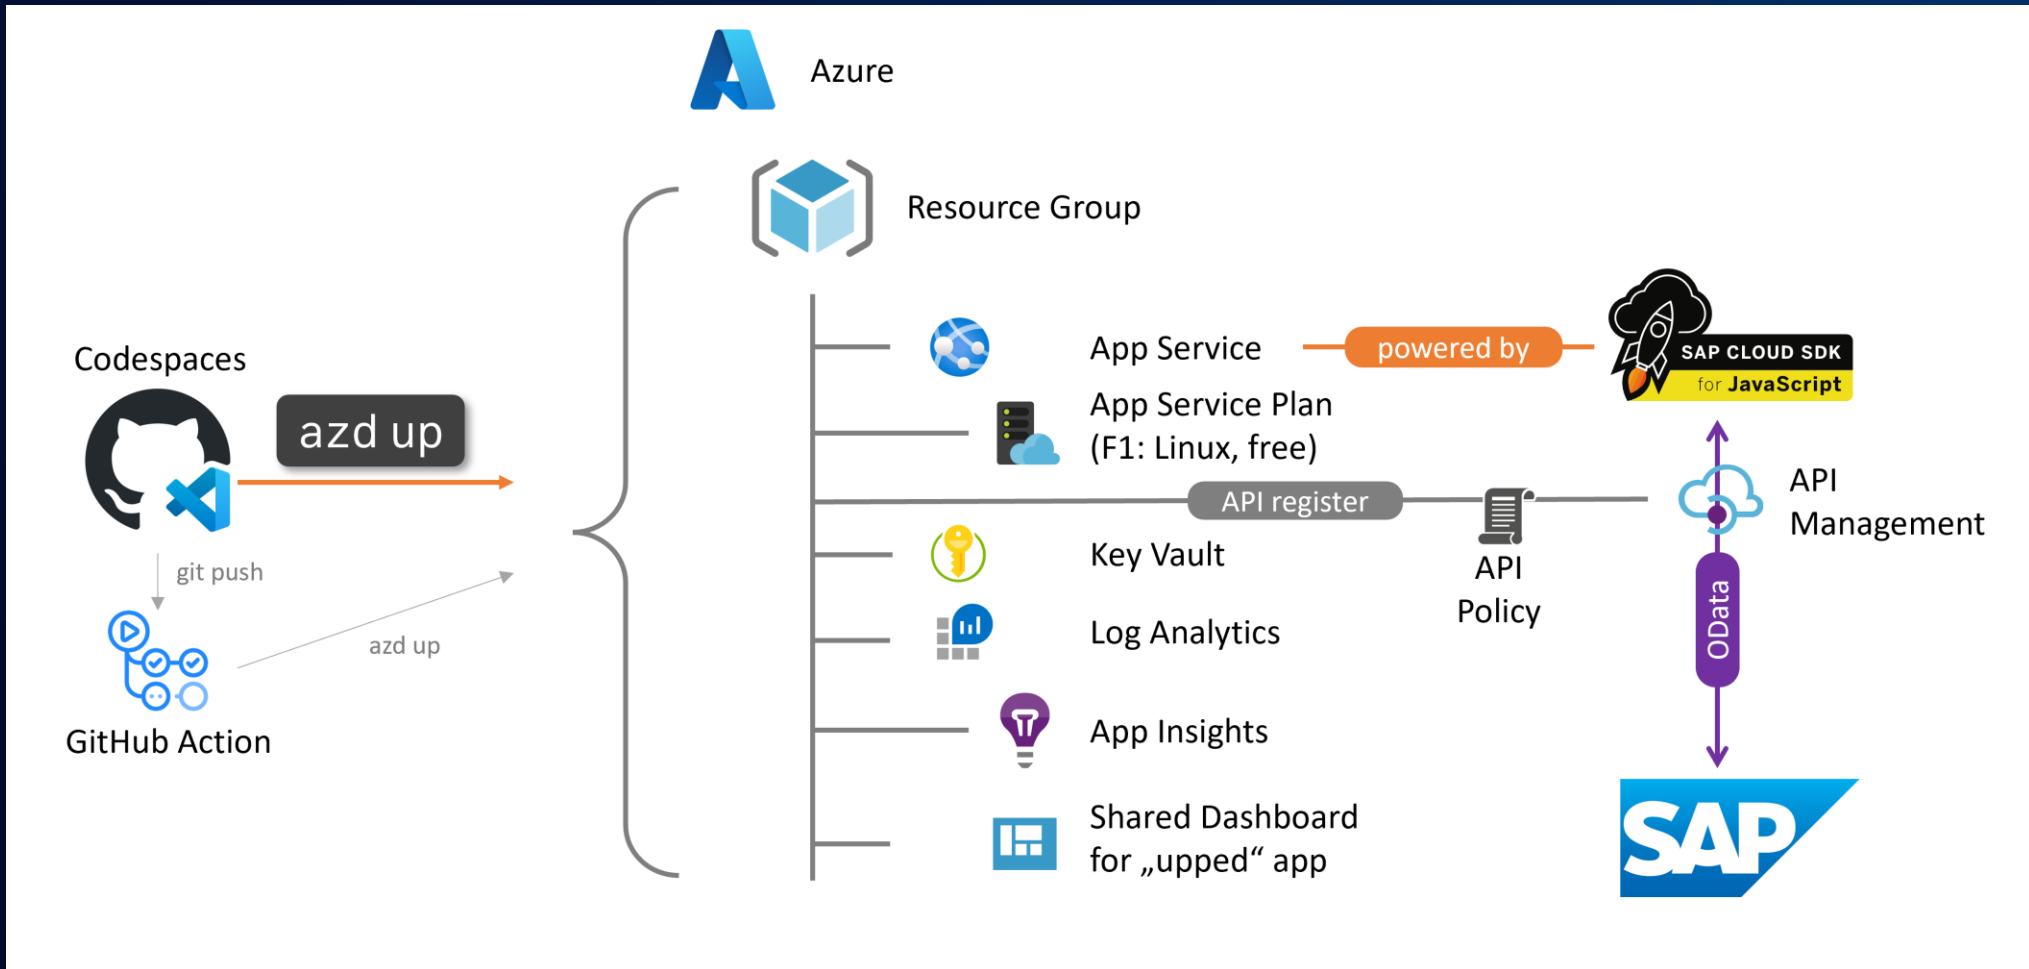 Azure
Resource Group
Codespaces
azd up
git push
azd up
GitHub Action
App Service
powered by
SAP CLOUD SDK
for JavaScript
App Service Plan
(F1: Linux, free)
API register
API
Policy
API
Management
Key Vault
OData
Log Analytics
App Insights
Shared Dashboard
for „upped“ app
SAP